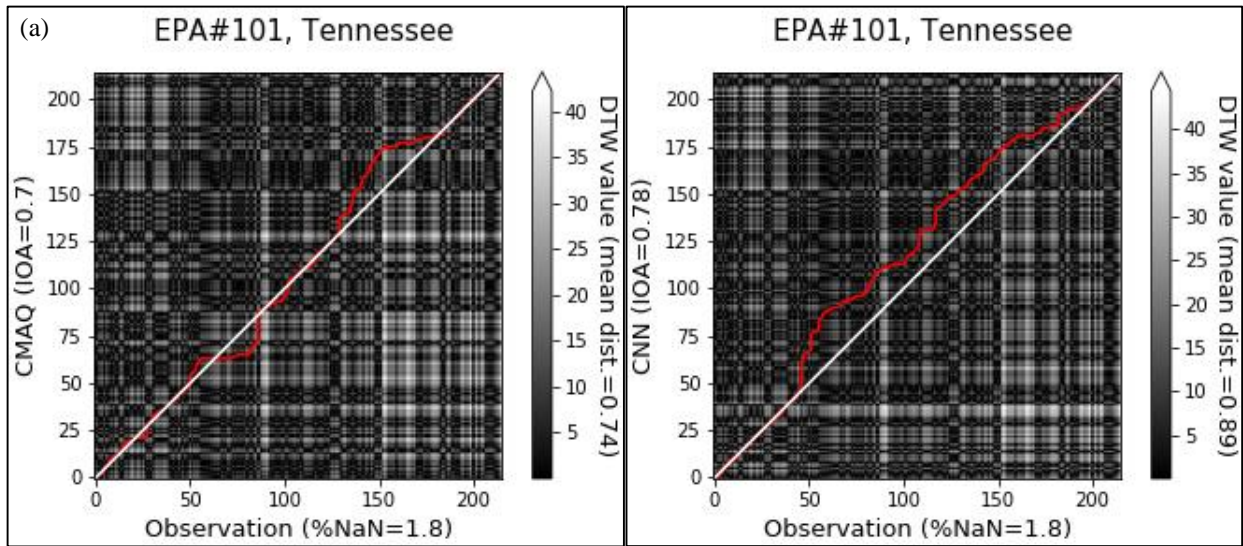 (a)
EPA#101, Tennessee
CMAQ (IOA=0.7)
200
175
150
125
100
75
50
25
0
0 50 100 150 200
Observation (%NaN=1.8)
40
35
30
25
20
15
10
5
DTW value (mean dist.=0.74)
EPA#101, Tennessee
CNN (IOA=0.78)
200
175
150
125
100
75
50
25
0
0 50 100 150 200
Observation (%NaN=1.8)
40
30
20
10
5
DTW value (mean dist.=0.89)